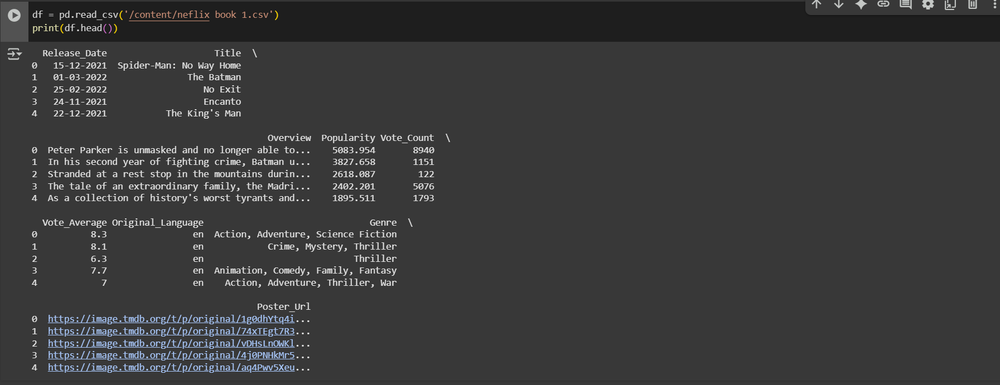 df = pd.read_csv('/content/neflix book 1.csv')
print(df.head())
  Release_Date                    Title  \
0   15-12-2021  Spider-Man: No Way Home
1   01-03-2022               The Batman
2   25-02-2022                  No Exit
3   24-11-2021                  Encanto
4   22-12-2021           The King's Man
                                            Overview  Popularity Vote_Count  \
0  Peter Parker is unmasked and no longer able to...    5083.954       8940
1  In his second year of fighting crime, Batman u...    3827.658       1151
2  Stranded at a rest stop in the mountains durin...    2618.087        122
3  The tale of an extraordinary family, the Madri...    2402.201       5076
4  As a collection of history's worst tyrants and...    1895.511       1793
  Vote_Average Original_Language                               Genre  \
0          8.3                en  Action, Adventure, Science Fiction
1          8.1                en            Crime, Mystery, Thriller
2          6.3                en                            Thriller
3          7.7                en  Animation, Comedy, Family, Fantasy
4            7                en    Action, Adventure, Thriller, War
                                          Poster_Url
0  https://image.tmdb.org/t/p/original/1g0dhYtq4i...
1  https://image.tmdb.org/t/p/original/74xTEgt7R3...
2  https://image.tmdb.org/t/p/original/vDHsLnOWKl...
3  https://image.tmdb.org/t/p/original/4j0PNHkMr5...
4  https://image.tmdb.org/t/p/original/aq4Pwv5Xeu...